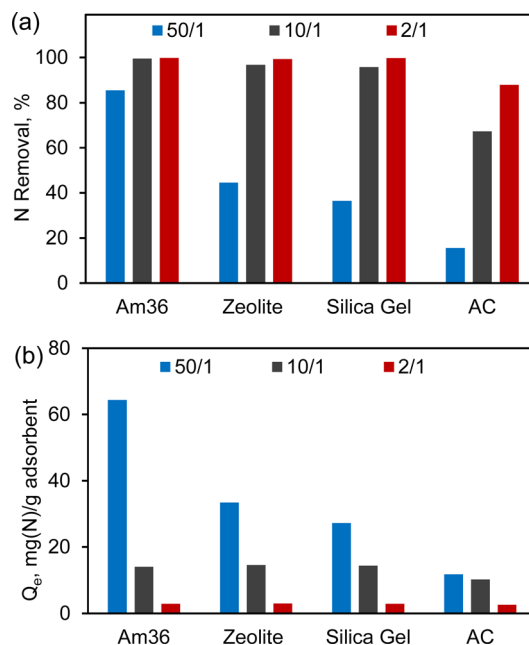 (a)
50/1 10/1 2/1
N Removal, %
100
80
60
40
20
0
Am36 Zeolite Silica Gel AC
(b)
50/1 10/1 2/1
Qe, mg(N)/g adsorbent
80
60
40
20
0
Am36 Zeolite Silica Gel AC